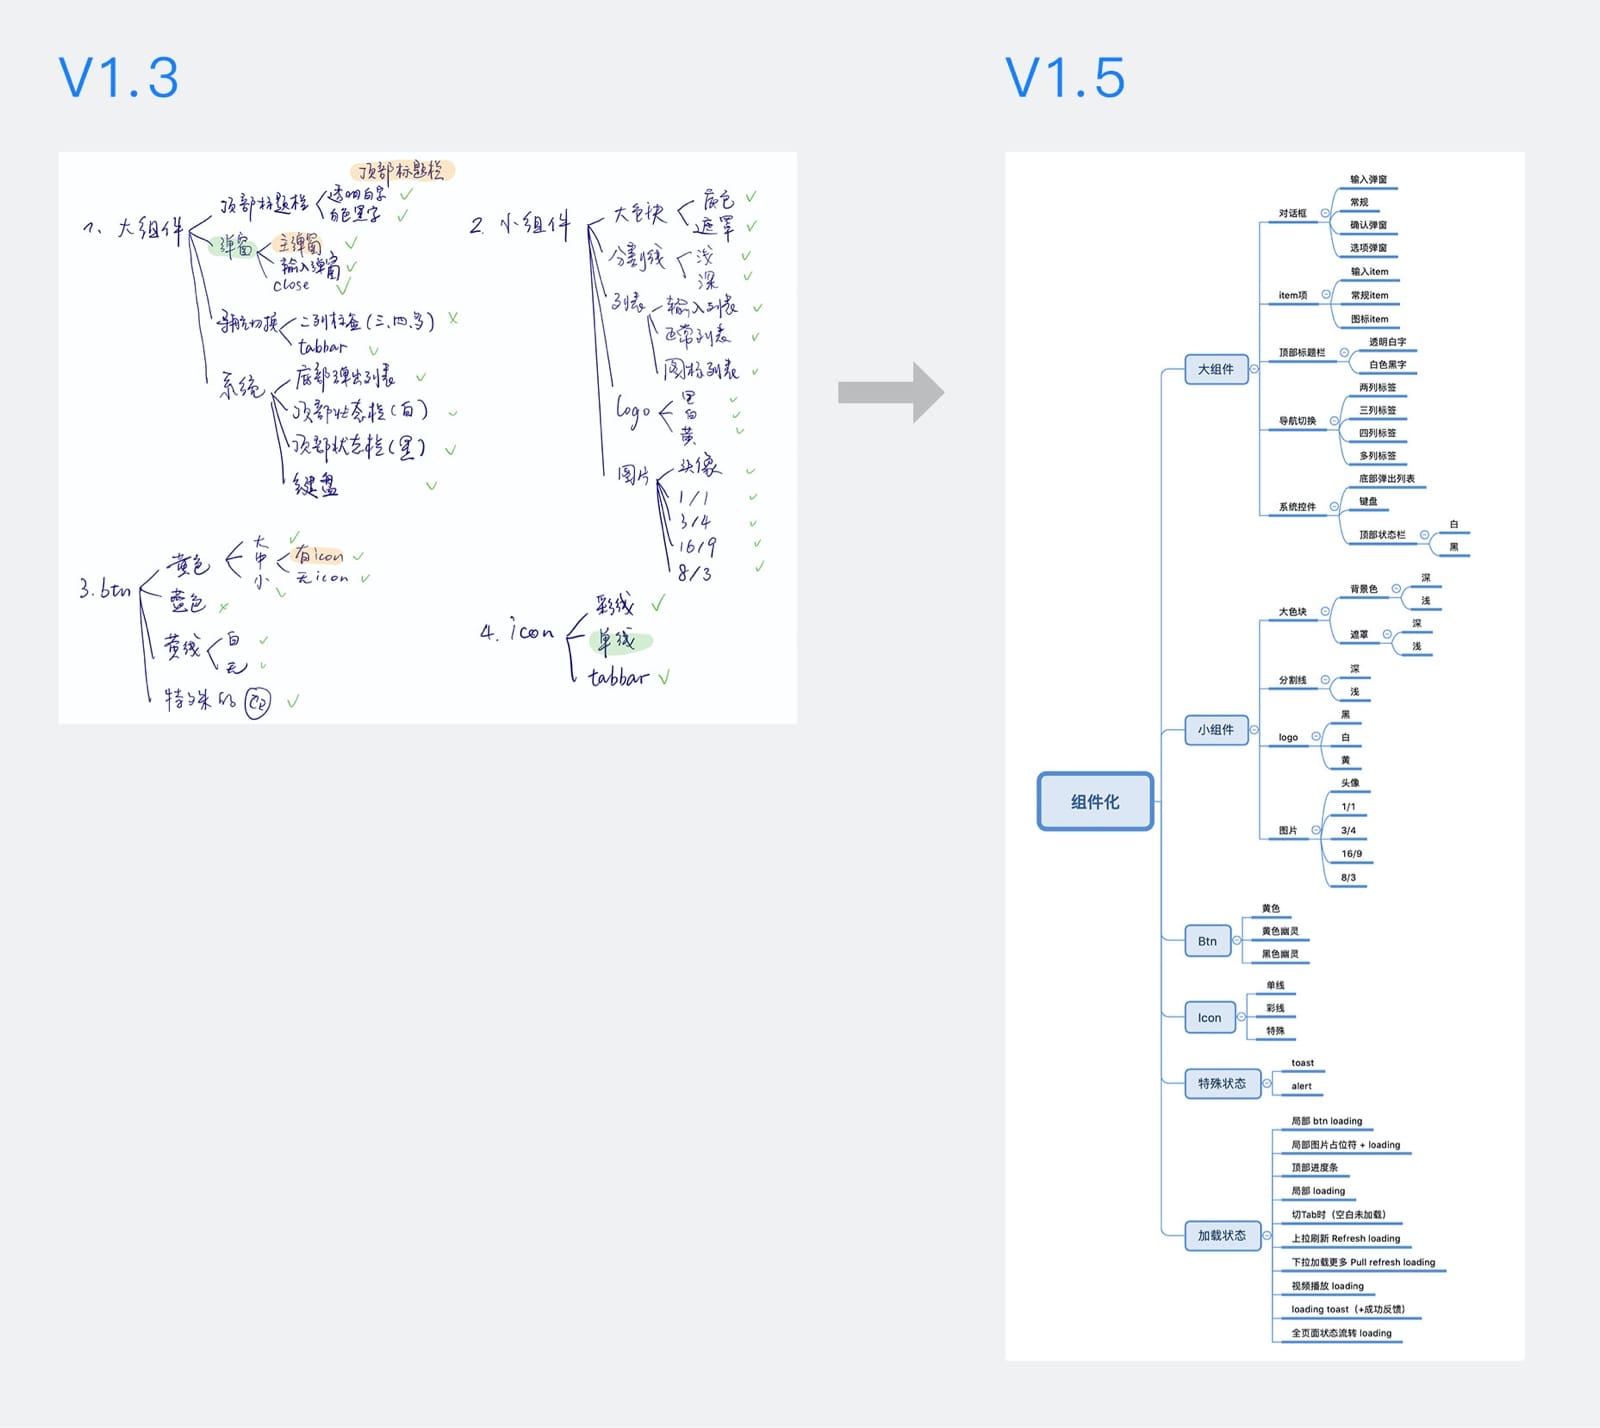 V1.3
V1.5
顶部标题栏
1、大组件
顶部标题栏
透明白字
白色黑字
弹窗
主弹窗
输入弹窗
close
导航切换
二列标签(三.四.多)
tabbar
系统
底部弹出列表
顶部状态栏(白)
顶部状态栏(黑)
键盘
2. 小组件
大色块
底色
遮罩
分割线
浅
深
列表
输入列表
正常列表
图标列表
logo
黑
白
黄
图片
头像
1/1
3/4
16/9
8/3
3.btn
黄色
大
中
小
有icon
无icon
蓝色
黄线
白
无
特殊的
4. icon
彩线
单线
tabbar
组件化
大组件
对话框
输入弹窗
常规
确认弹窗
选项弹窗
item项
输入item
常规item
图标item
顶部标题栏
透明白字
白色黑字
导航切换
两列标签
三列标签
四列标签
多列标签
系统控件
底部弹出列表
键盘
顶部状态栏
白
黑
小组件
大色块
背景色
深
浅
遮罩
深
浅
分割线
深
浅
logo
黑
白
黄
图片
头像
1/1
3/4
16/9
8/3
Btn
黄色
黄色幽灵
黑色幽灵
Icon
单线
彩线
特殊
特殊状态
toast
alert
加载状态
局部 btn loading
局部图片占位符 + loading
顶部进度条
局部 loading
切Tab时（空白未加载）
上拉刷新 Refresh loading
下拉加载更多 Pull refresh loading
视频播放 loading
loading toast（+成功反馈）
全页面状态流转 loading